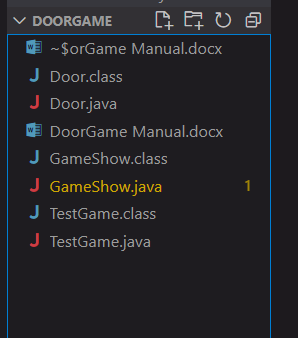 DOORGAME
~$orGame Manual.docx
Door.class
Door.java
DoorGame Manual.docx
GameShow.class
GameShow.java 1
TestGame.class
TestGame.java